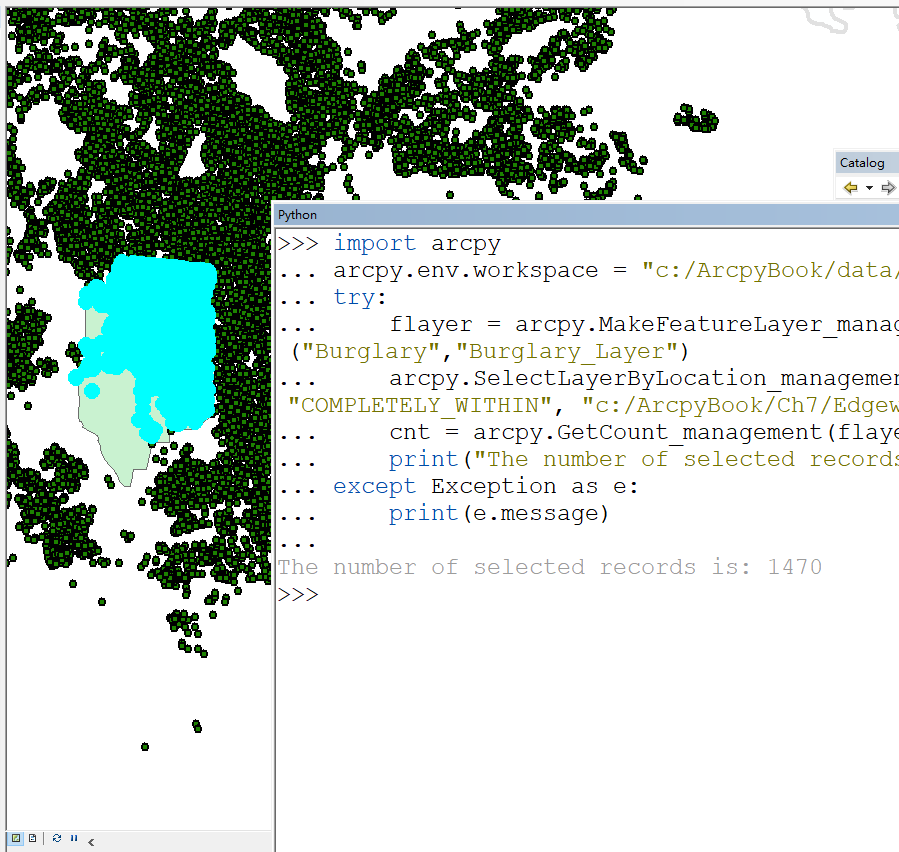 Catalog
Python
>>> import arcpy
... arcpy.env.workspace = "c:/ArcpyBook/data/
... try:
... flayer = arcpy.MakeFeatureLayer_manag
("Burglary","Burglary_Layer")
... arcpy.SelectLayerByLocation_managemen
"COMPLETELY_WITHIN", "c:/ArcpyBook/Ch7/Edgew
... cnt = arcpy.GetCount_management(flaye
... print("The number of selected records
... except Exception as e:
... print(e.message)
...
The number of selected records is: 1470
>>>